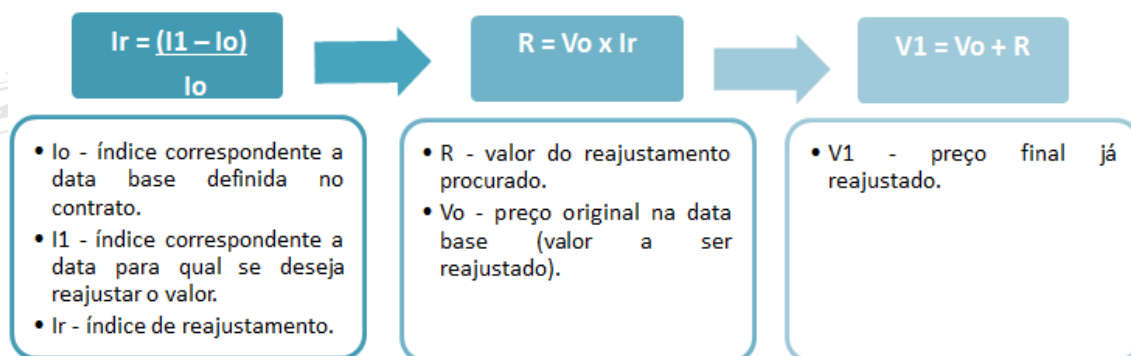 Ir = (I1 – Io)
Io
R = Vo x Ir
V1 = Vo + R
• Io - índice correspondente a
data base definida no
contrato.
• I1 - índice correspondente a
data para qual se deseja
reajustar o valor.
• Ir - índice de reajustamento.
• R - valor do reajustamento
procurado.
• Vo - preço original na data
base (valor a ser
reajustado).
• V1 - preço final já
reajustado.